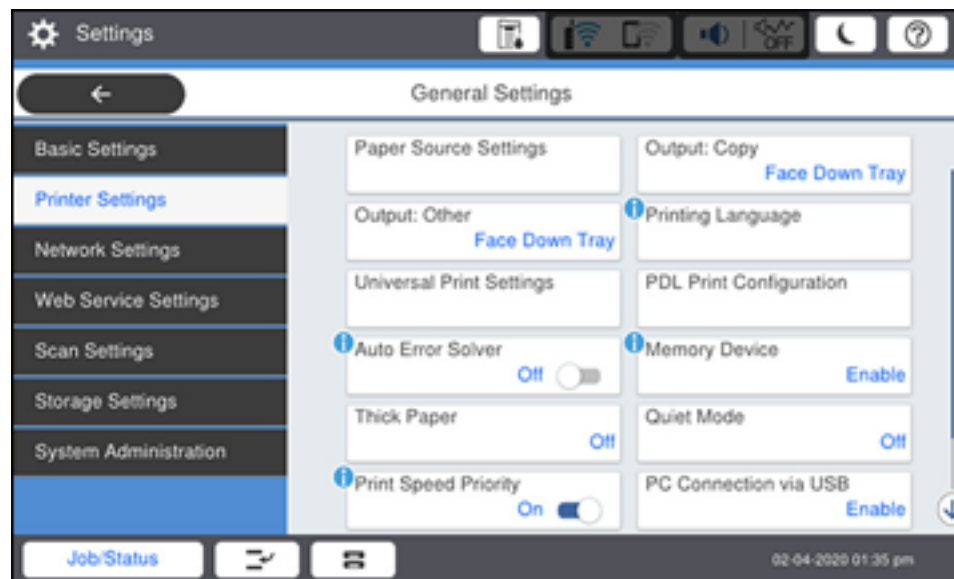 Settings
OFF
General Settings
Basic Settings
Printer Settings
Network Settings
Web Service Settings
Scan Settings
Storage Settings
System Administration
Paper Source Settings
Output: Copy
Face Down Tray
Output: Other
Face Down Tray
Printing Language
Universal Print Settings
PDL Print Configuration
Auto Error Solver
Off
Memory Device
Enable
Thick Paper
Off
Quiet Mode
Off
Print Speed Priority
On
PC Connection via USB
Enable
Job/Status
02-04-2020 01:35 pm